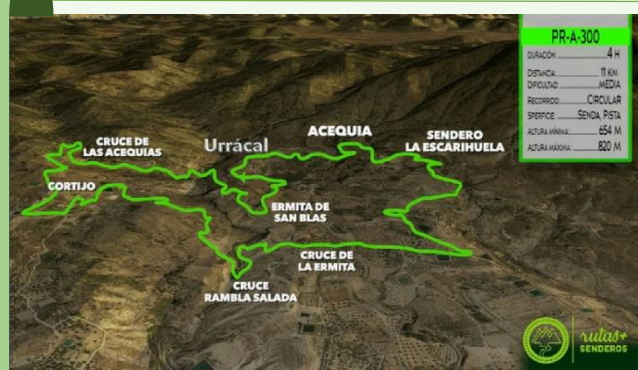 PR-A-300
DURACIÓN: 4 H
DISTANCIA: 11 KM
DIFICULTAD: MEDIA
RECORRIDO: CIRCULAR
SPERFICIE: SENDA, PISTA
ALTURA MÍNIMA: 654 M
ALTURA MÁXIMA: 820 M
CRUCE DE
LAS ACEQUIAS
Urrácal
ACEQUIA
SENDERO
LA ESCARIHUELA
CORTIJO
ERMITA DE
SAN BLAS
CRUCE DE
LA ERMITA
CRUCE
RAMBLA SALADA
rutas+
SENDEROS